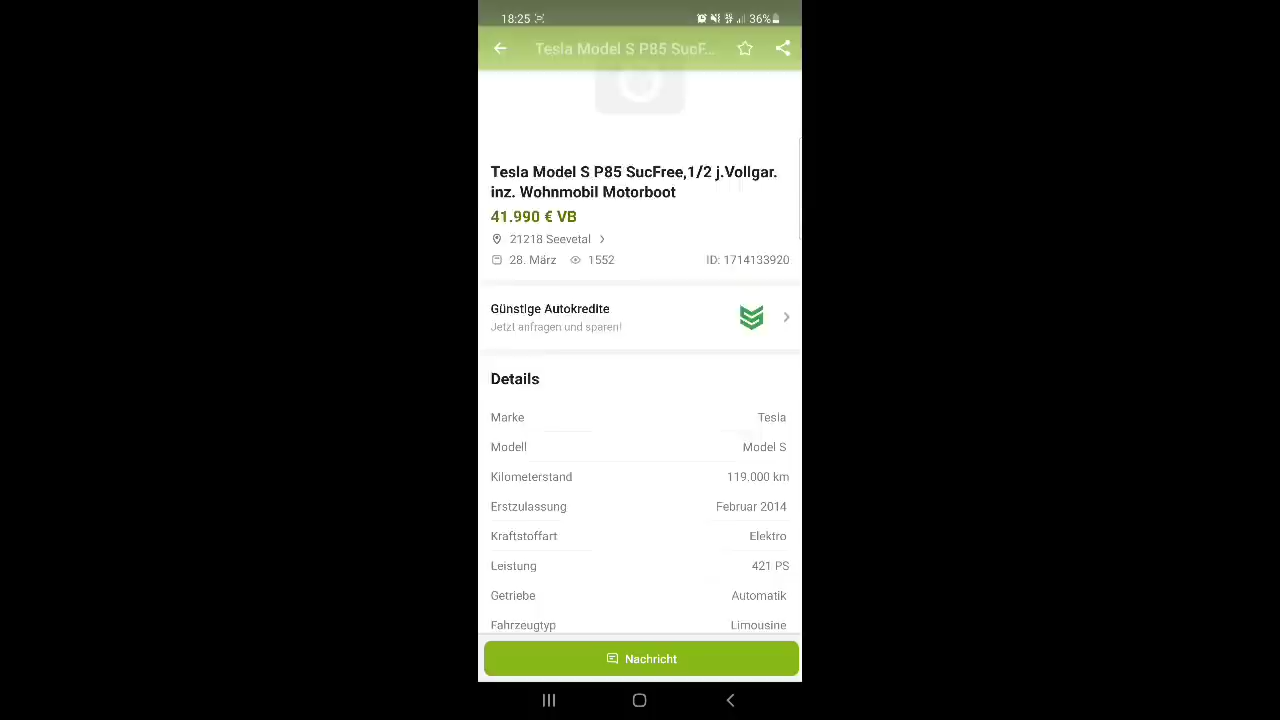 18:25 36%
Tesla Model S P85 SucF...
Tesla Model S P85 SucFree,1/2 j.Vollgar.
inz. Wohnmobil Motorboot
41.990 € VB
21218 Seevetal
28. März 1552 ID: 1714133920
Günstige Autokredite
Jetzt anfragen und sparen!
Details
Marke Tesla
Modell Model S
Kilometerstand 119.000 km
Erstzulassung Februar 2014
Kraftstoffart Elektro
Leistung 421 PS
Getriebe Automatik
Fahrzeugtyp Limousine
Nachricht